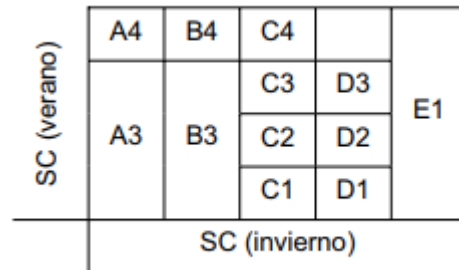 A4 B4 C4
C3 D3
E1
A3 B3 C2 D2
C1 D1
SC (verano)
SC (invierno)